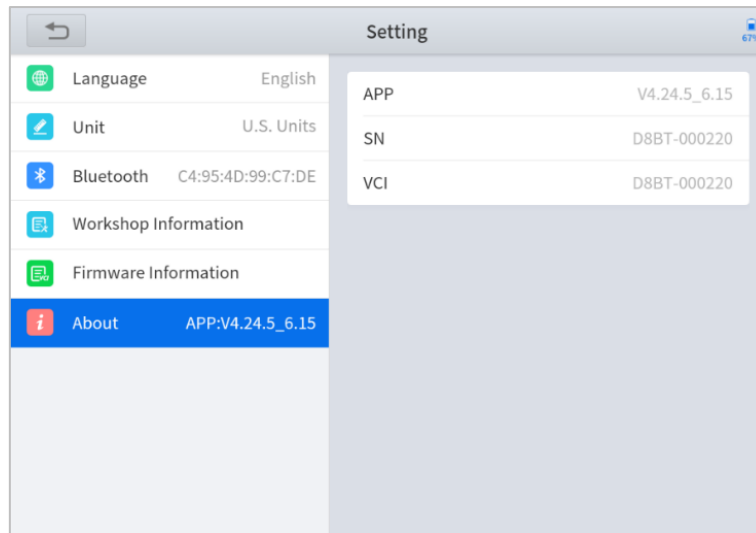 Setting
67%
Language English
Unit U.S. Units
Bluetooth C4:95:4D:99:C7:DE
Workshop Information
Firmware Information
About APP:V4.24.5_6.15
APP V4.24.5_6.15
SN D8BT-000220
VCI D8BT-000220